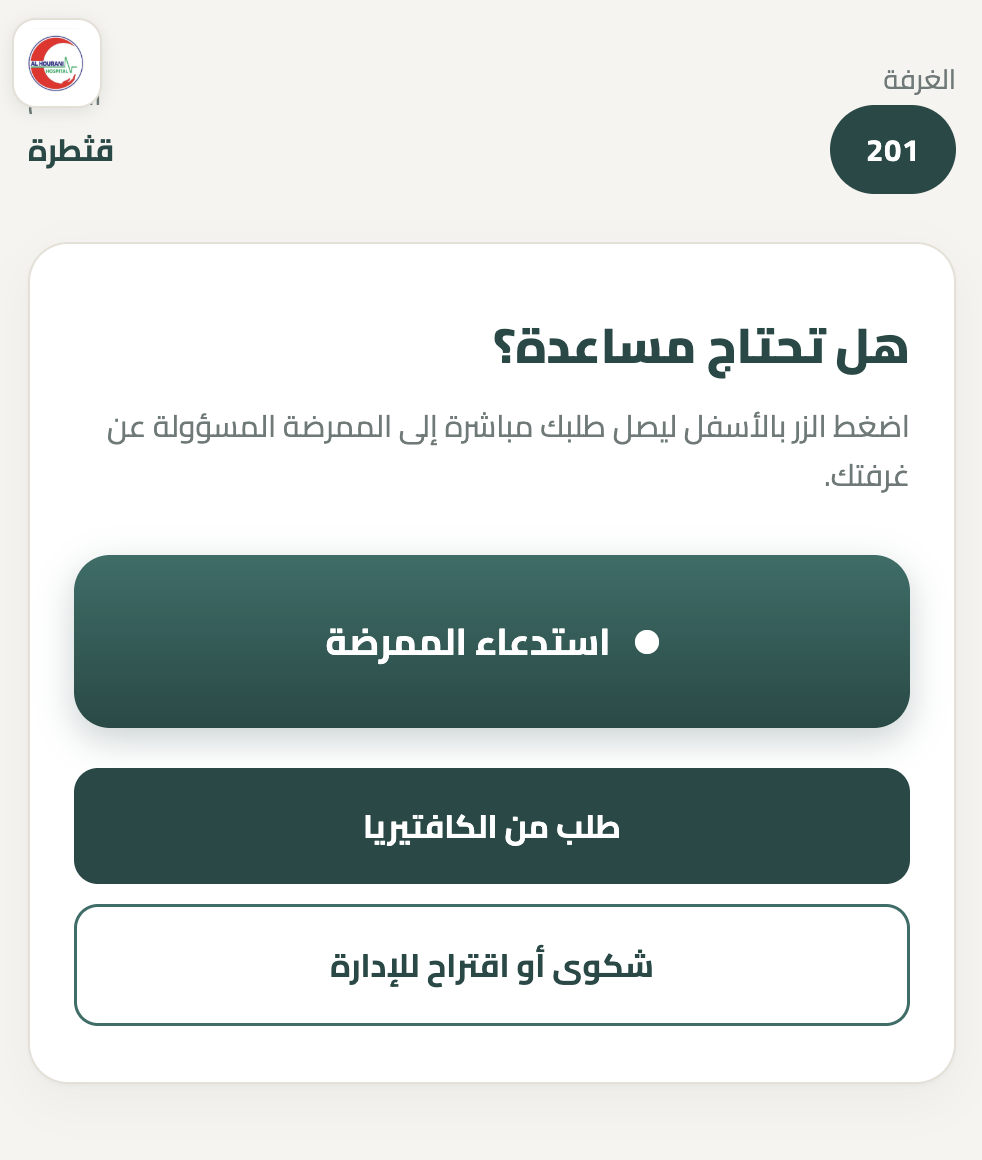 AL HOURANI
HOSPITAL
الغرفة
201
قثطرة
هل تحتاج مساعدة؟
اضغط الزر بالأسفل ليصل طلبك مباشرة إلى الممرضة المسؤولة عن
غرفتك.
استدعاء الممرضة
طلب من الكافتيريا
شكوى أو اقتراح للإدارة